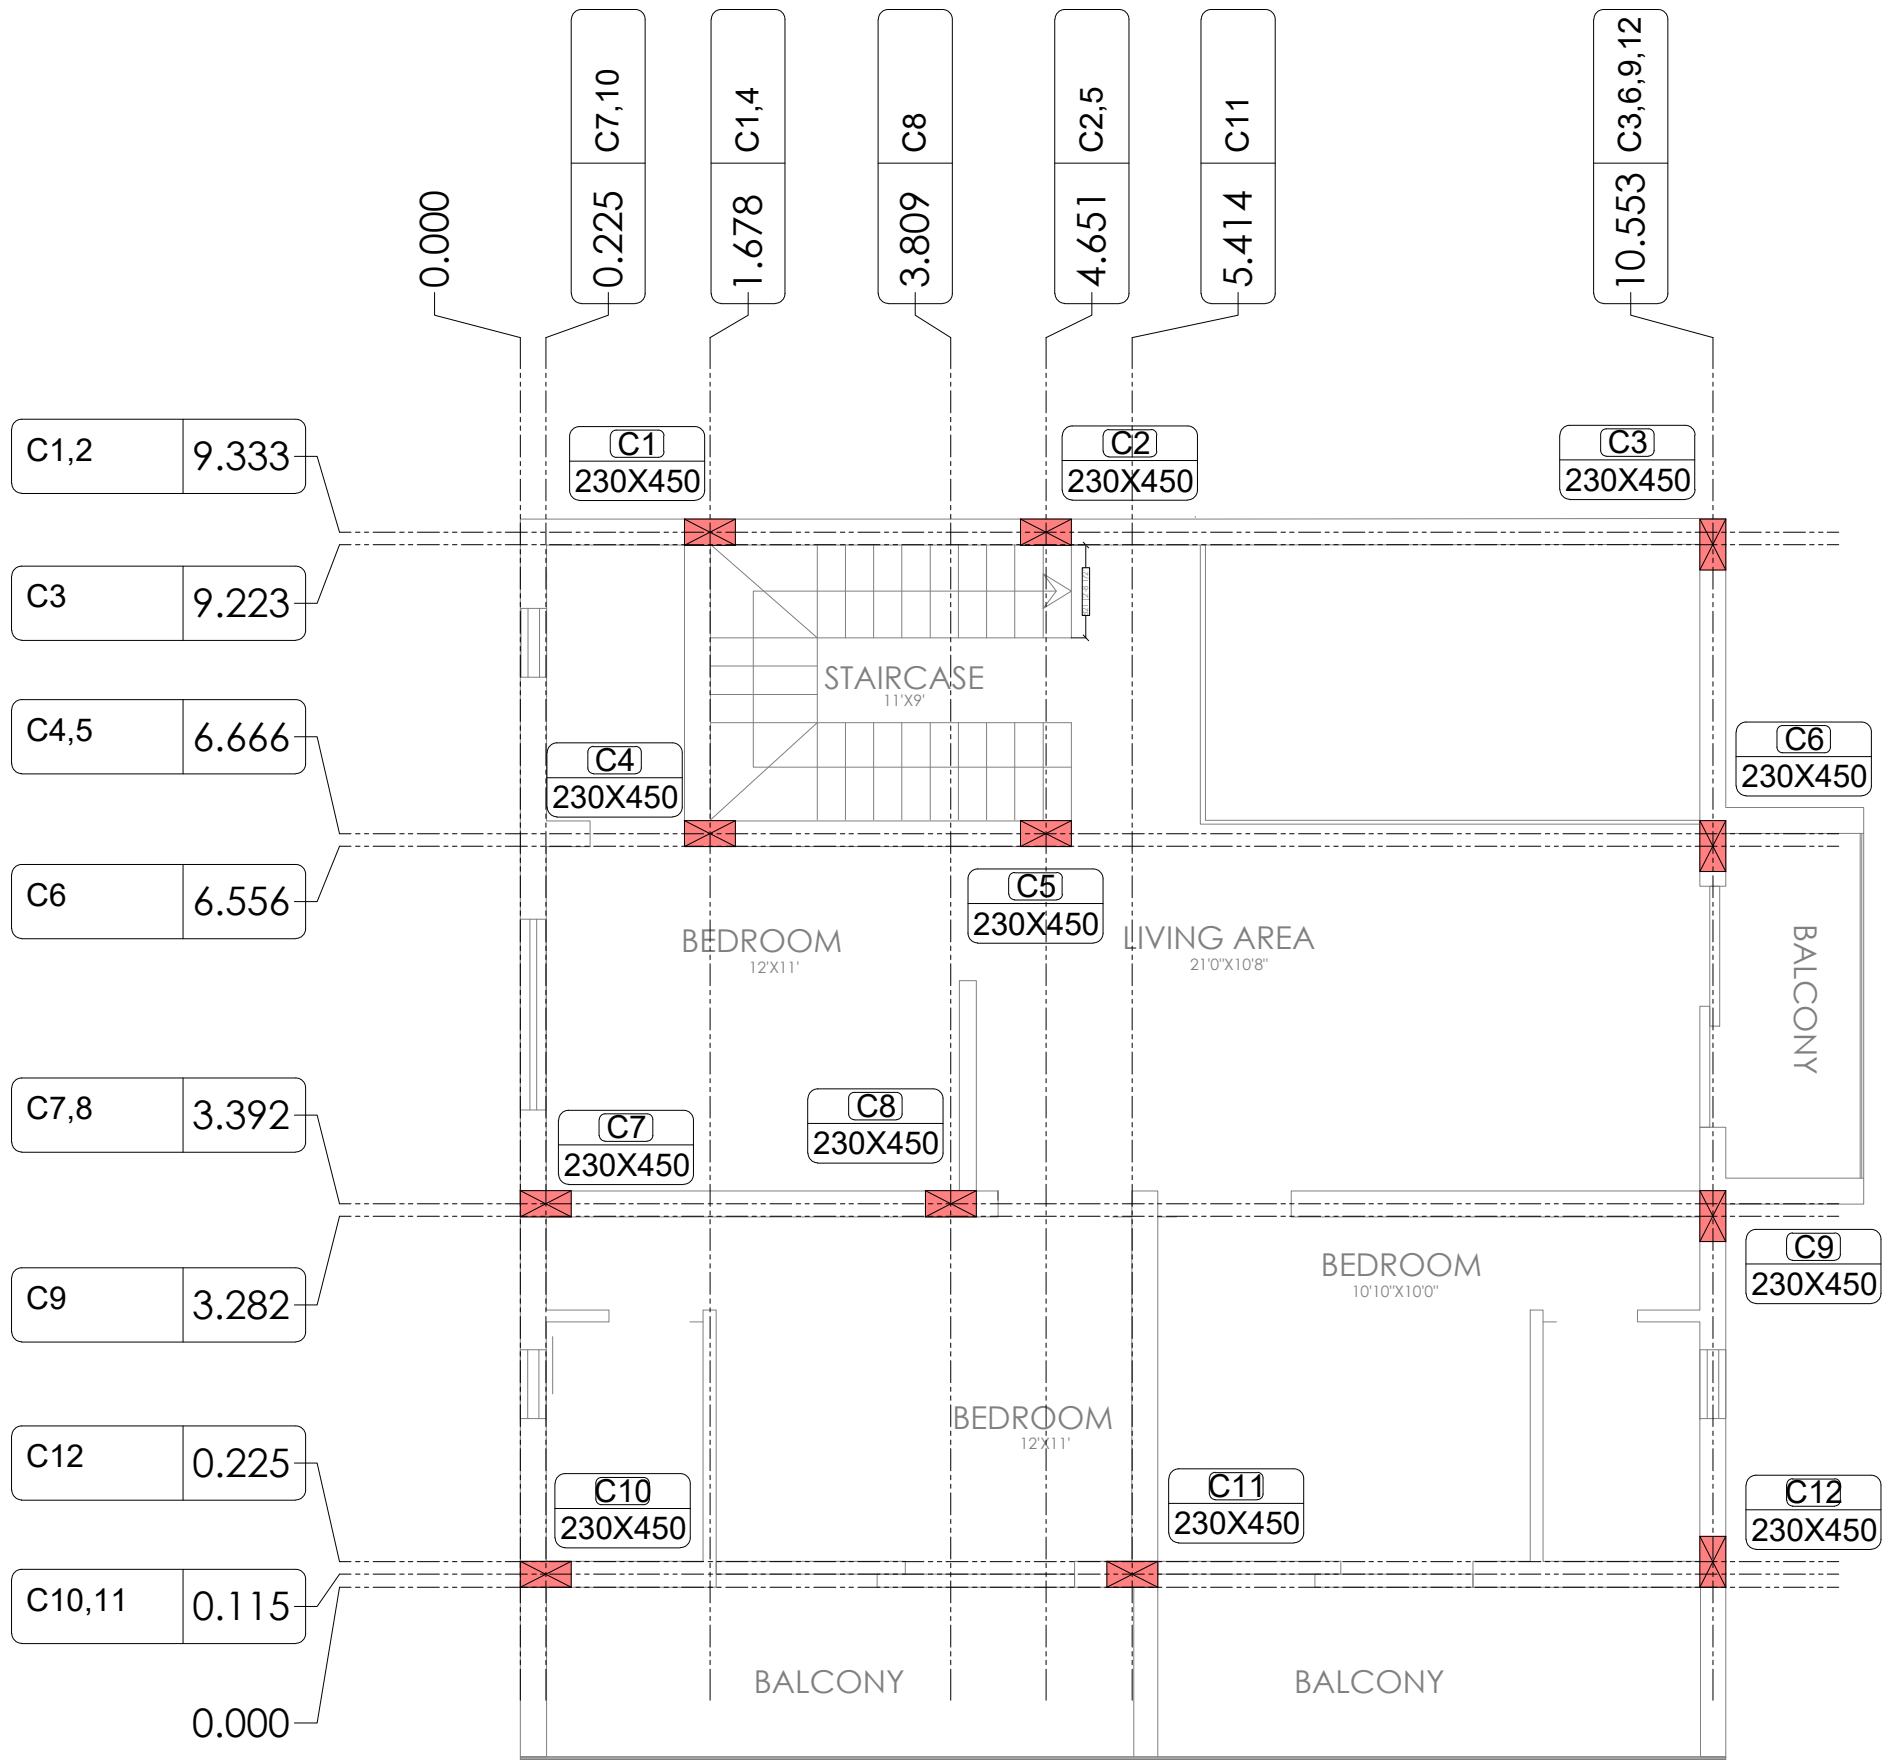 0.000
C7,10
0.225
C1,4
1.678
C8
3.809
C2,5
4.651
C11
5.414
C3,6,9,12
10.553
C1,2 9.333
C3 9.223
C4,5 6.666
C6 6.556
C7,8 3.392
C9 3.282
C12 0.225
C10,11 0.115
0.000
C1
230X450
C2
230X450
C3
230X450
STAIRCASE
11'X9'
C4
230X450
C6
230X450
C5
230X450
BEDROOM
12'X11'
LIVING AREA
21'0"X10'8"
BALCONY
C7
230X450
C8
230X450
C9
230X450
BEDROOM
10'10"X10'0"
BEDROOM
12'X11'
C10
230X450
C11
230X450
C12
230X450
BALCONY
BALCONY